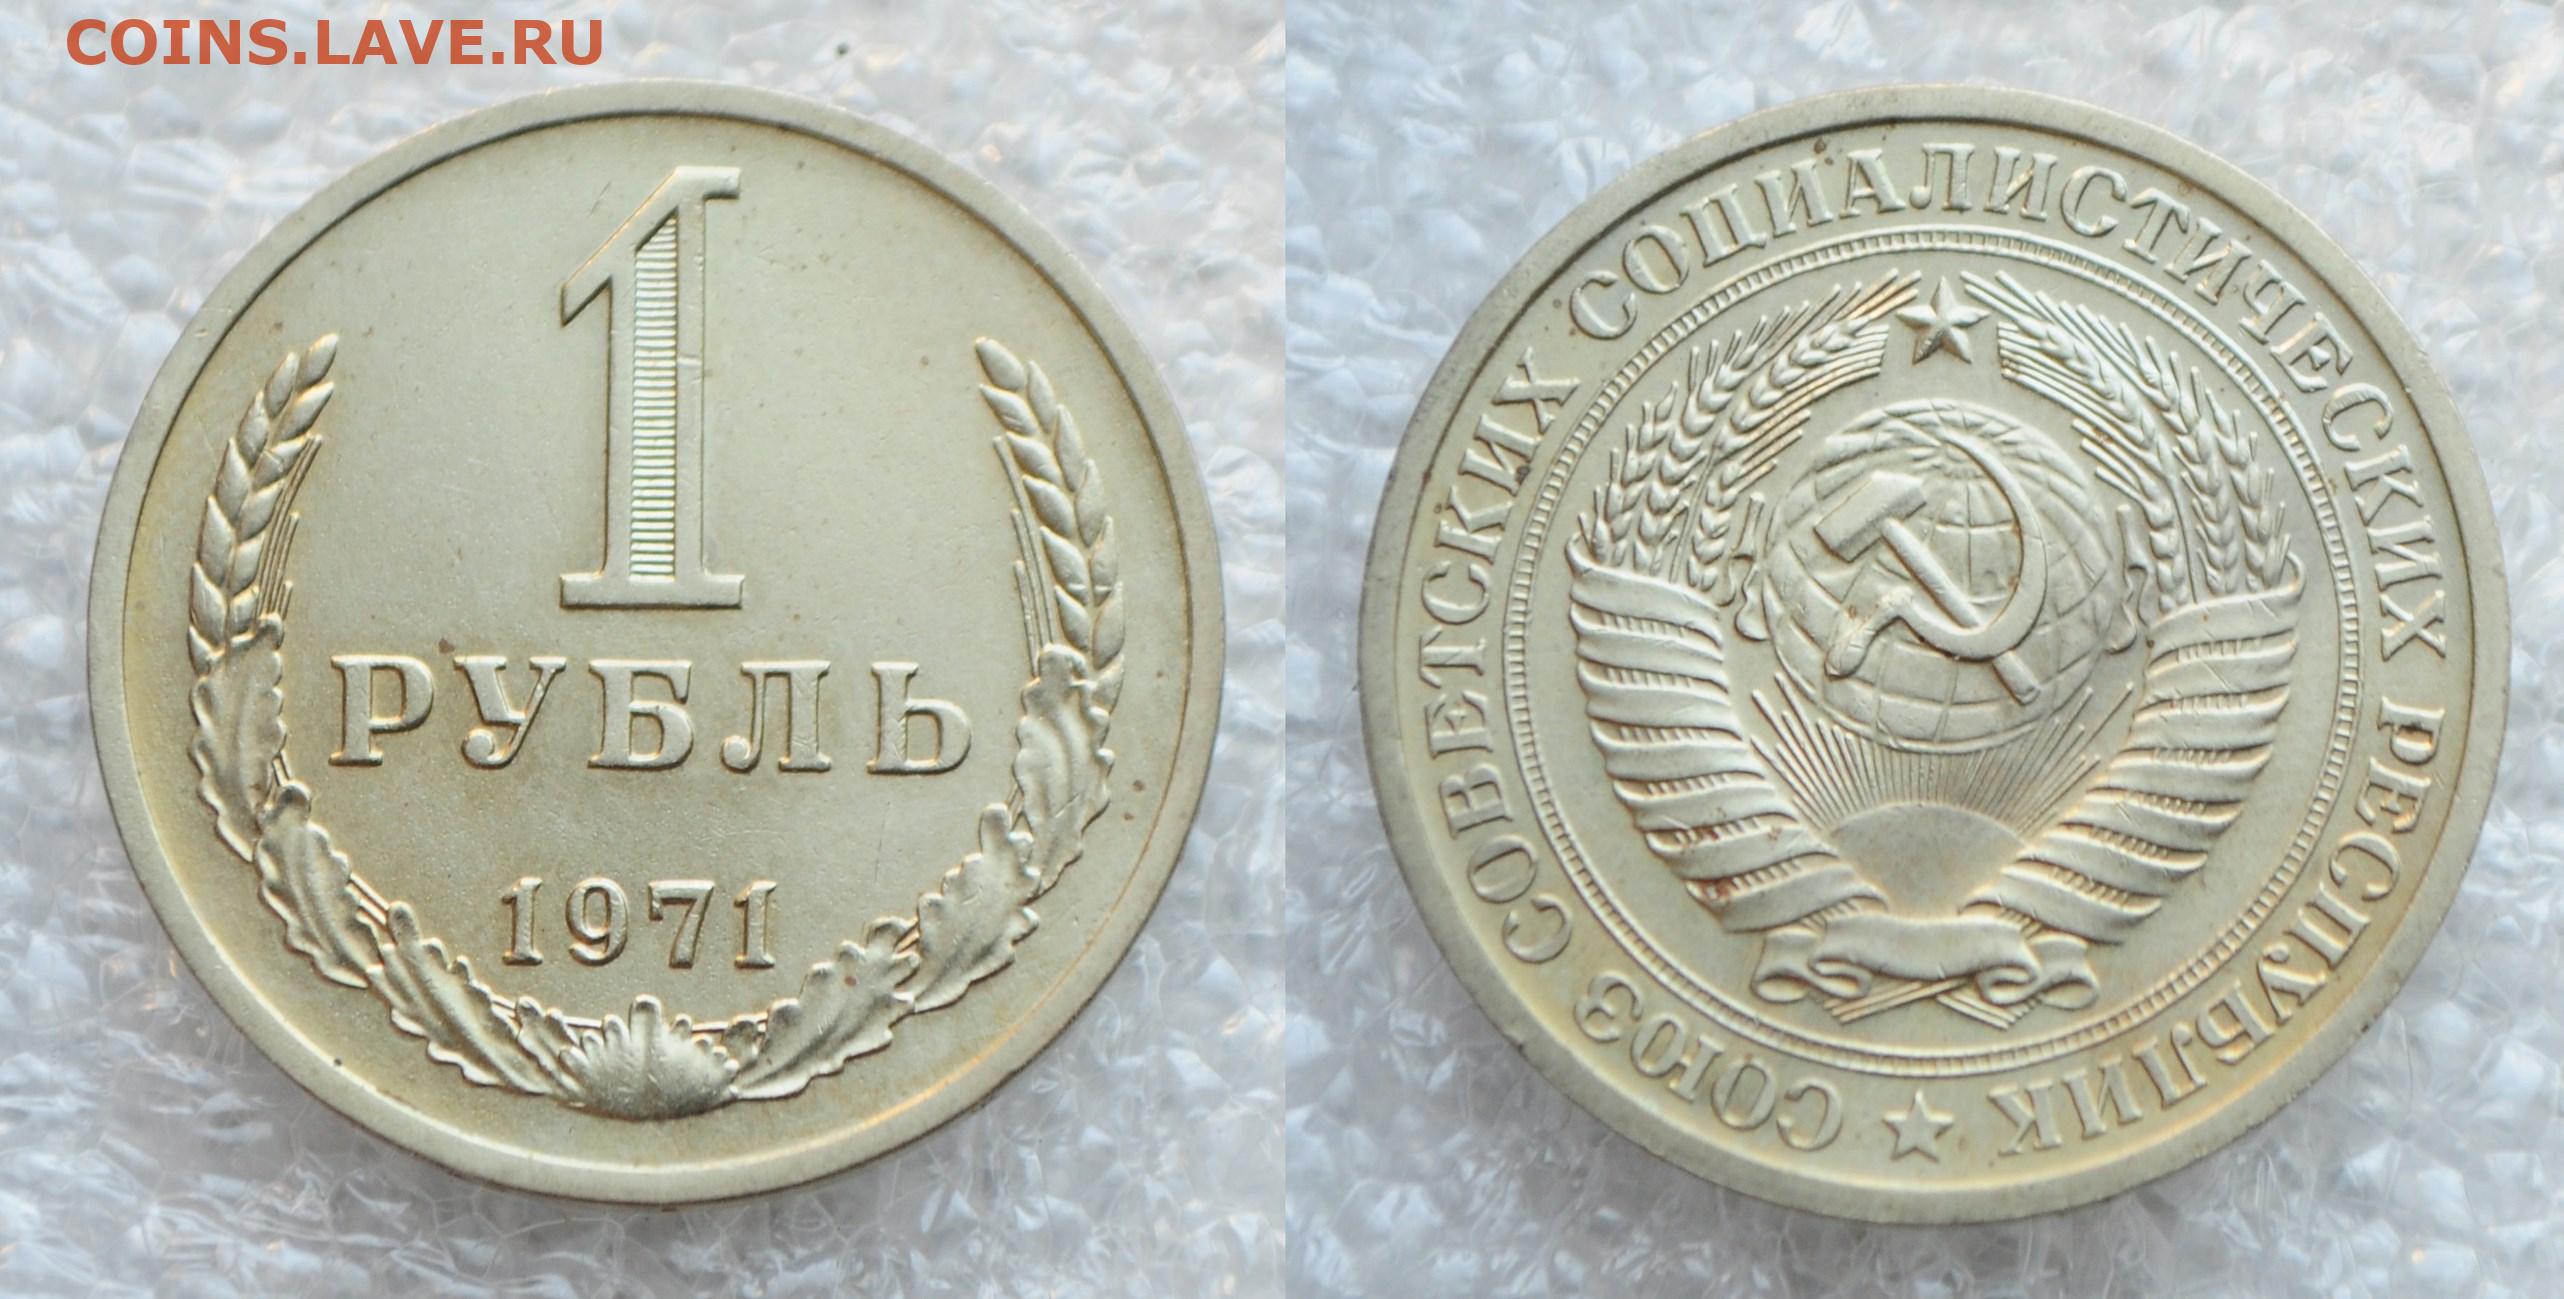 COINS.LAVE.RU
1
РУБЛЬ
1971
СОЮЗ СОВЕТСКИХ СОЦИАЛИСТИЧЕСКИХ РЕСПУБЛИК